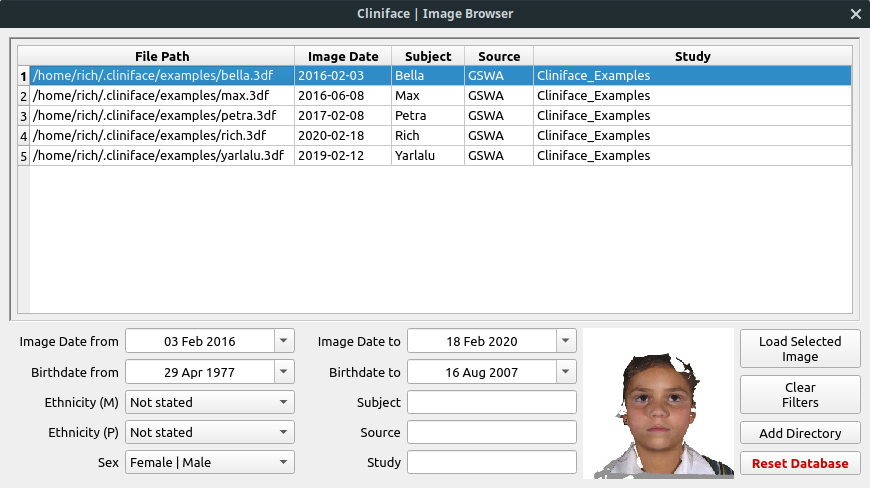 Cliniface | Image Browser
File Path Image Date Subject Source Study
1 /home/rich/.cliniface/examples/bella.3df 2016-02-03 Bella GSWA Cliniface_Examples
2 /home/rich/.cliniface/examples/max.3df 2016-06-08 Max GSWA Cliniface_Examples
3 /home/rich/.cliniface/examples/petra.3df 2017-02-08 Petra GSWA Cliniface_Examples
4 /home/rich/.cliniface/examples/rich.3df 2020-02-18 Rich GSWA Cliniface_Examples
5 /home/rich/.cliniface/examples/yarlalu.3df 2019-02-12 Yarlalu GSWA Cliniface_Examples
Image Date from 03 Feb 2016 Image Date to 18 Feb 2020
Birthdate from 29 Apr 1977 Birthdate to 16 Aug 2007
Ethnicity (M) Not stated Subject
Ethnicity (P) Not stated Source
Sex Female | Male Study
Load Selected
Image
Clear
Filters
Add Directory
Reset Database